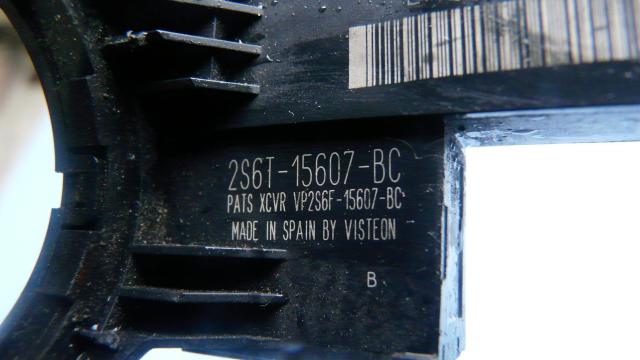 2S6T-15607-BC
PATS XCVR VP2S6F-15607-BC
MADE IN SPAIN BY VISTEON
B